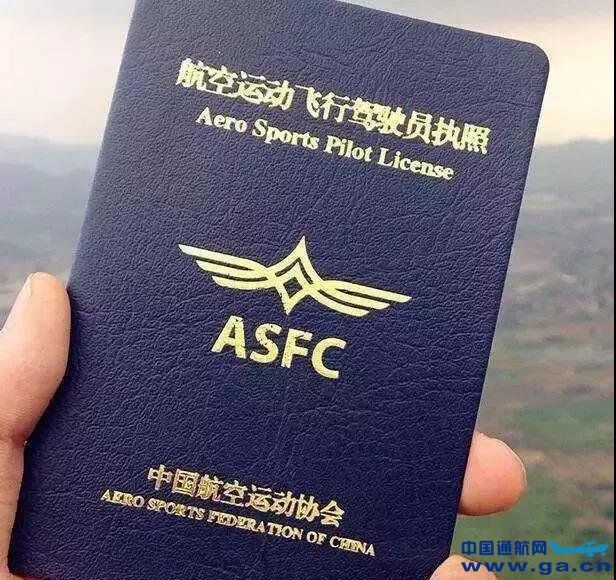 航空运动飞行驾驶员执照
Aero Sports Pilot License
ASFC
中国航空运动协会
AERO SPORTS FEDERATION OF CHINA
中国通航网
www.ga.cn